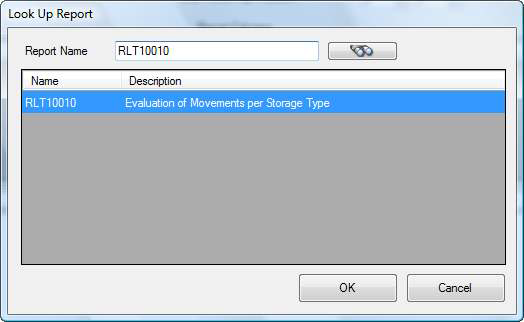 Look Up Report
Report Name RLT10010
Name Description
RLT10010 Evaluation of Movements per Storage Type
OK Cancel